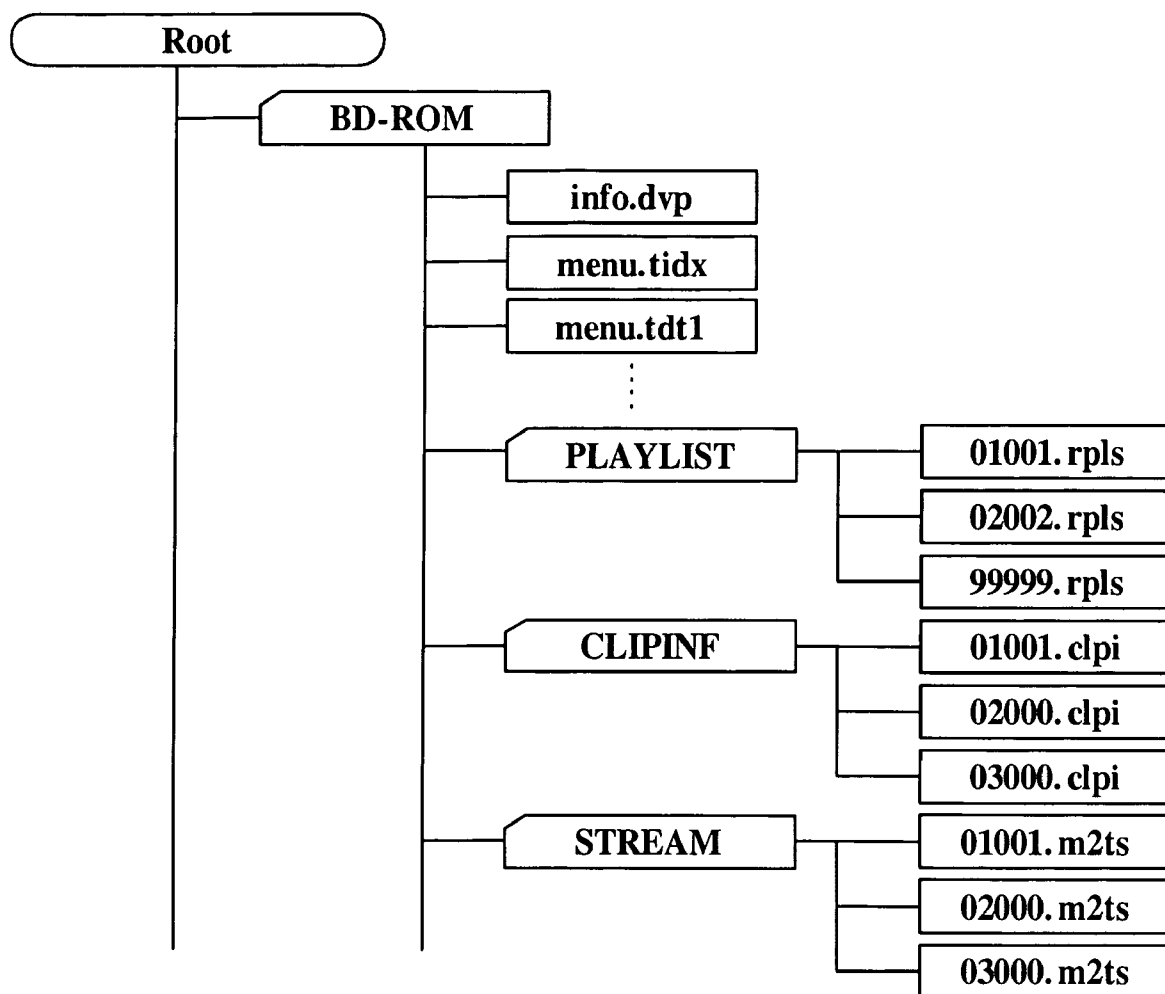 Root
BD-ROM
info.dvp
menu.tidx
menu.tdt1
PLAYLIST
01001.rpls
02002.rpls
99999.rpls
CLIPINF
01001.clpi
02000.clpi
03000.clpi
STREAM
01001.m2ts
02000.m2ts
03000.m2ts